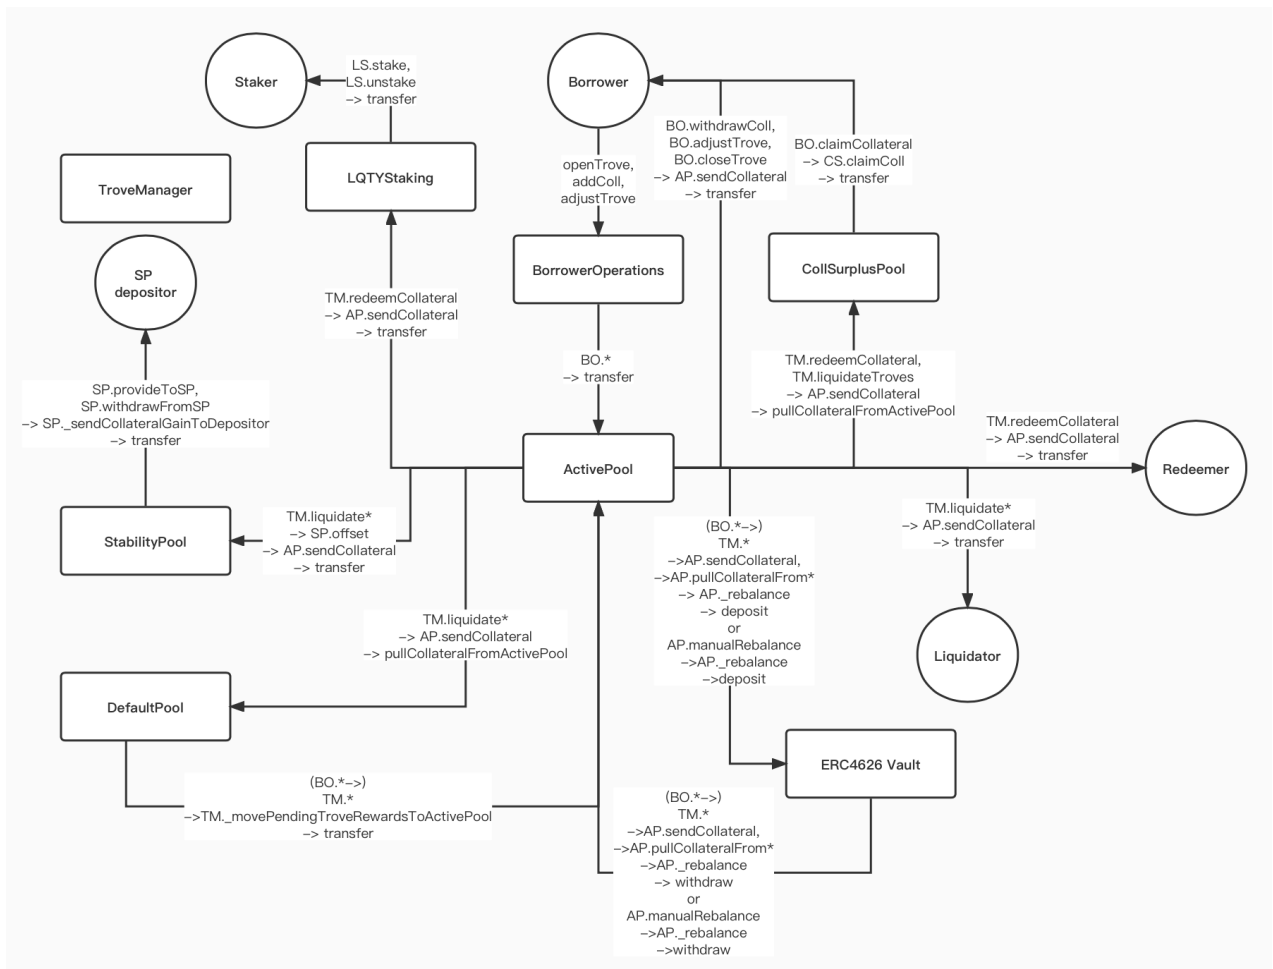 Staker
LS.stake,
LS.unstake
-> transfer
Borrower
BO.withdrawColl,
BO.adjustTrove,
BO.closeTrove
-> AP.sendCollateral
-> transfer
BO.claimCollateral
-> CS.claimColl
-> transfer
TroveManager
LQTYStaking
openTrove,
addColl,
adjustTrove
SP
depositor
BorrowerOperations
CollSurplusPool
TM.redeemCollateral
-> AP.sendCollateral
-> transfer
BO.*
-> transfer
TM.redeemCollateral,
TM.liquidateTroves
-> AP.sendCollateral
-> pullCollateralFromActivePool
SP.provideToSP,
SP.withdrawFromSP
-> SP._sendCollateralGainToDepositor
-> transfer
ActivePool
TM.redeemCollateral
-> AP.sendCollateral
-> transfer
Redeemer
StabilityPool
TM.liquidate*
-> SP.offset
-> AP.sendCollateral
-> transfer
(BO.*->)
TM.*
->AP.sendCollateral,
->AP.pullCollateralFrom*
-> AP._rebalance
-> deposit
or
AP.manualRebalance
->AP._rebalance
->deposit
TM.liquidate*
-> AP.sendCollateral
-> transfer
TM.liquidate*
-> AP.sendCollateral
-> pullCollateralFromActivePool
Liquidator
DefaultPool
ERC4626 Vault
(BO.*->)
TM.*
->TM._movePendingTroveRewardsToActivePool
-> transfer
(BO.*->)
TM.*
->AP.sendCollateral,
->AP.pullCollateralFrom*
->AP._rebalance
-> withdraw
or
AP.manualRebalance
->AP._rebalance
->withdraw